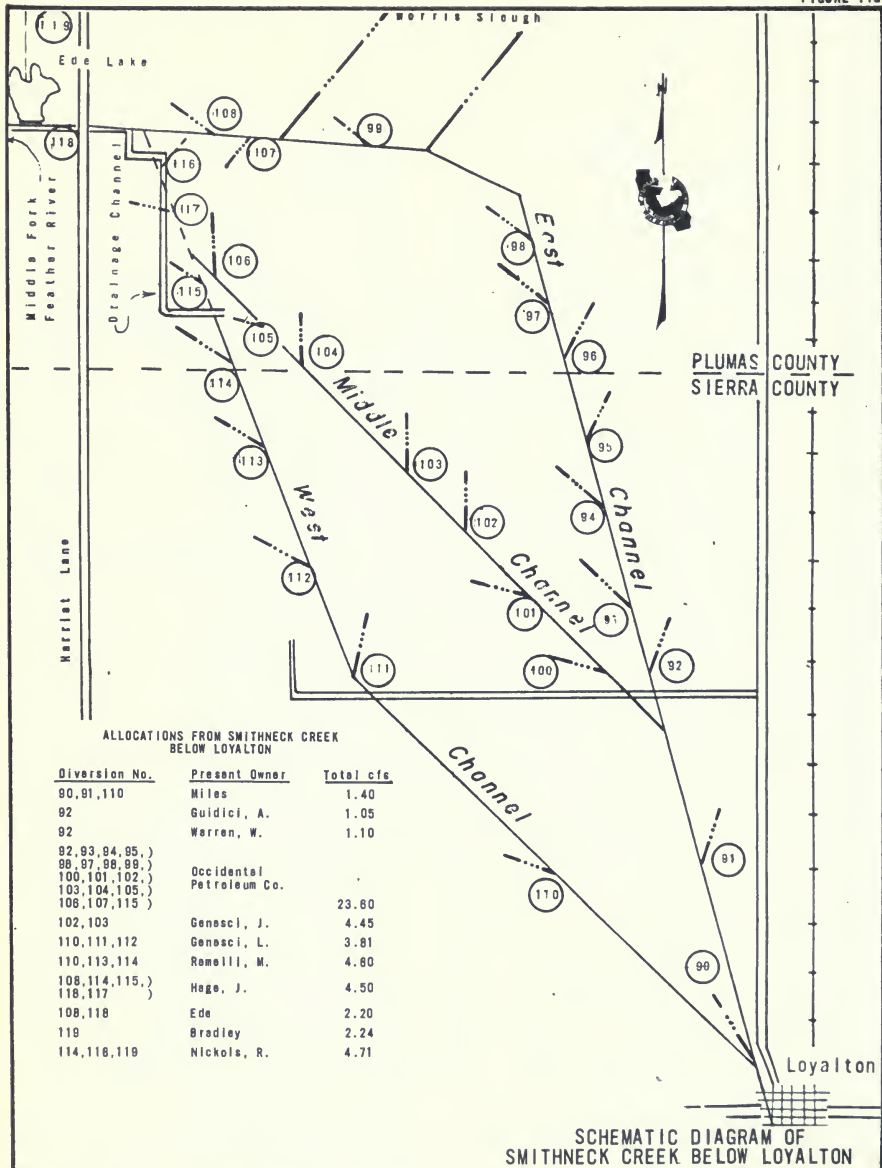 Morris Slough
119
Ede Lake
108
99
118
107
116
Middle Fork
Feather River
Drainage Channel
117
106
98
East
115
97
105
104
96
PLUMAS COUNTY
SIERRA COUNTY
114
Middle
95
113
103
94
Channel
West
102
112
Channel
101
93
Harriet Lane
111
100
92
ALLOCATIONS FROM SMITHNECK CREEK
BELOW LOYALTON
Diversion No. Present Owner Total cfs
90,91,110 Miles 1.40
92 Guidici, A. 1.05
92 Warren, W. 1.10
92,93,94,95,)
96,97,98,99,)
100,101,102,) Occidental
103,104,105,) Petroleum Co.
106,107,115 ) 23.60
102,103 Genasci, J. 4.45
110,111,112 Genasci, L. 3.81
110,113,114 Ramelli, M. 4.60
108,114,115,) Hage, J. 4.50
116,117 )
108,118 Ede 2.20
119 Bradley 2.24
114,116,119 Nickols, R. 4.71
Channel
91
110
90
Loyalton
SCHEMATIC DIAGRAM OF
SMITHNECK CREEK BELOW LOYALTON